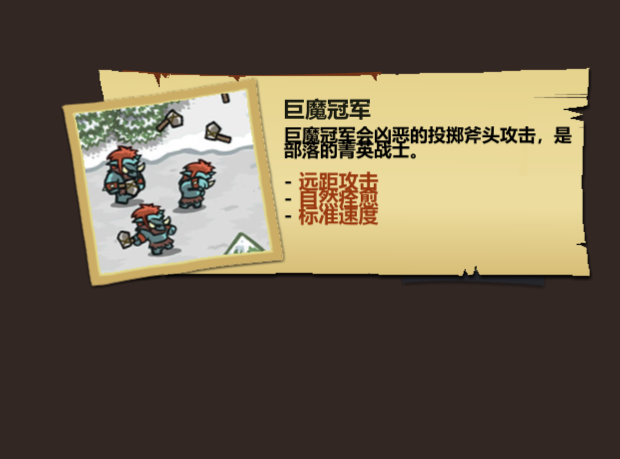 巨魔冠军
巨魔冠军会凶恶的投掷斧头攻击，是
部落的菁英战士。
- 远距攻击
- 自然痊愈
- 标准速度